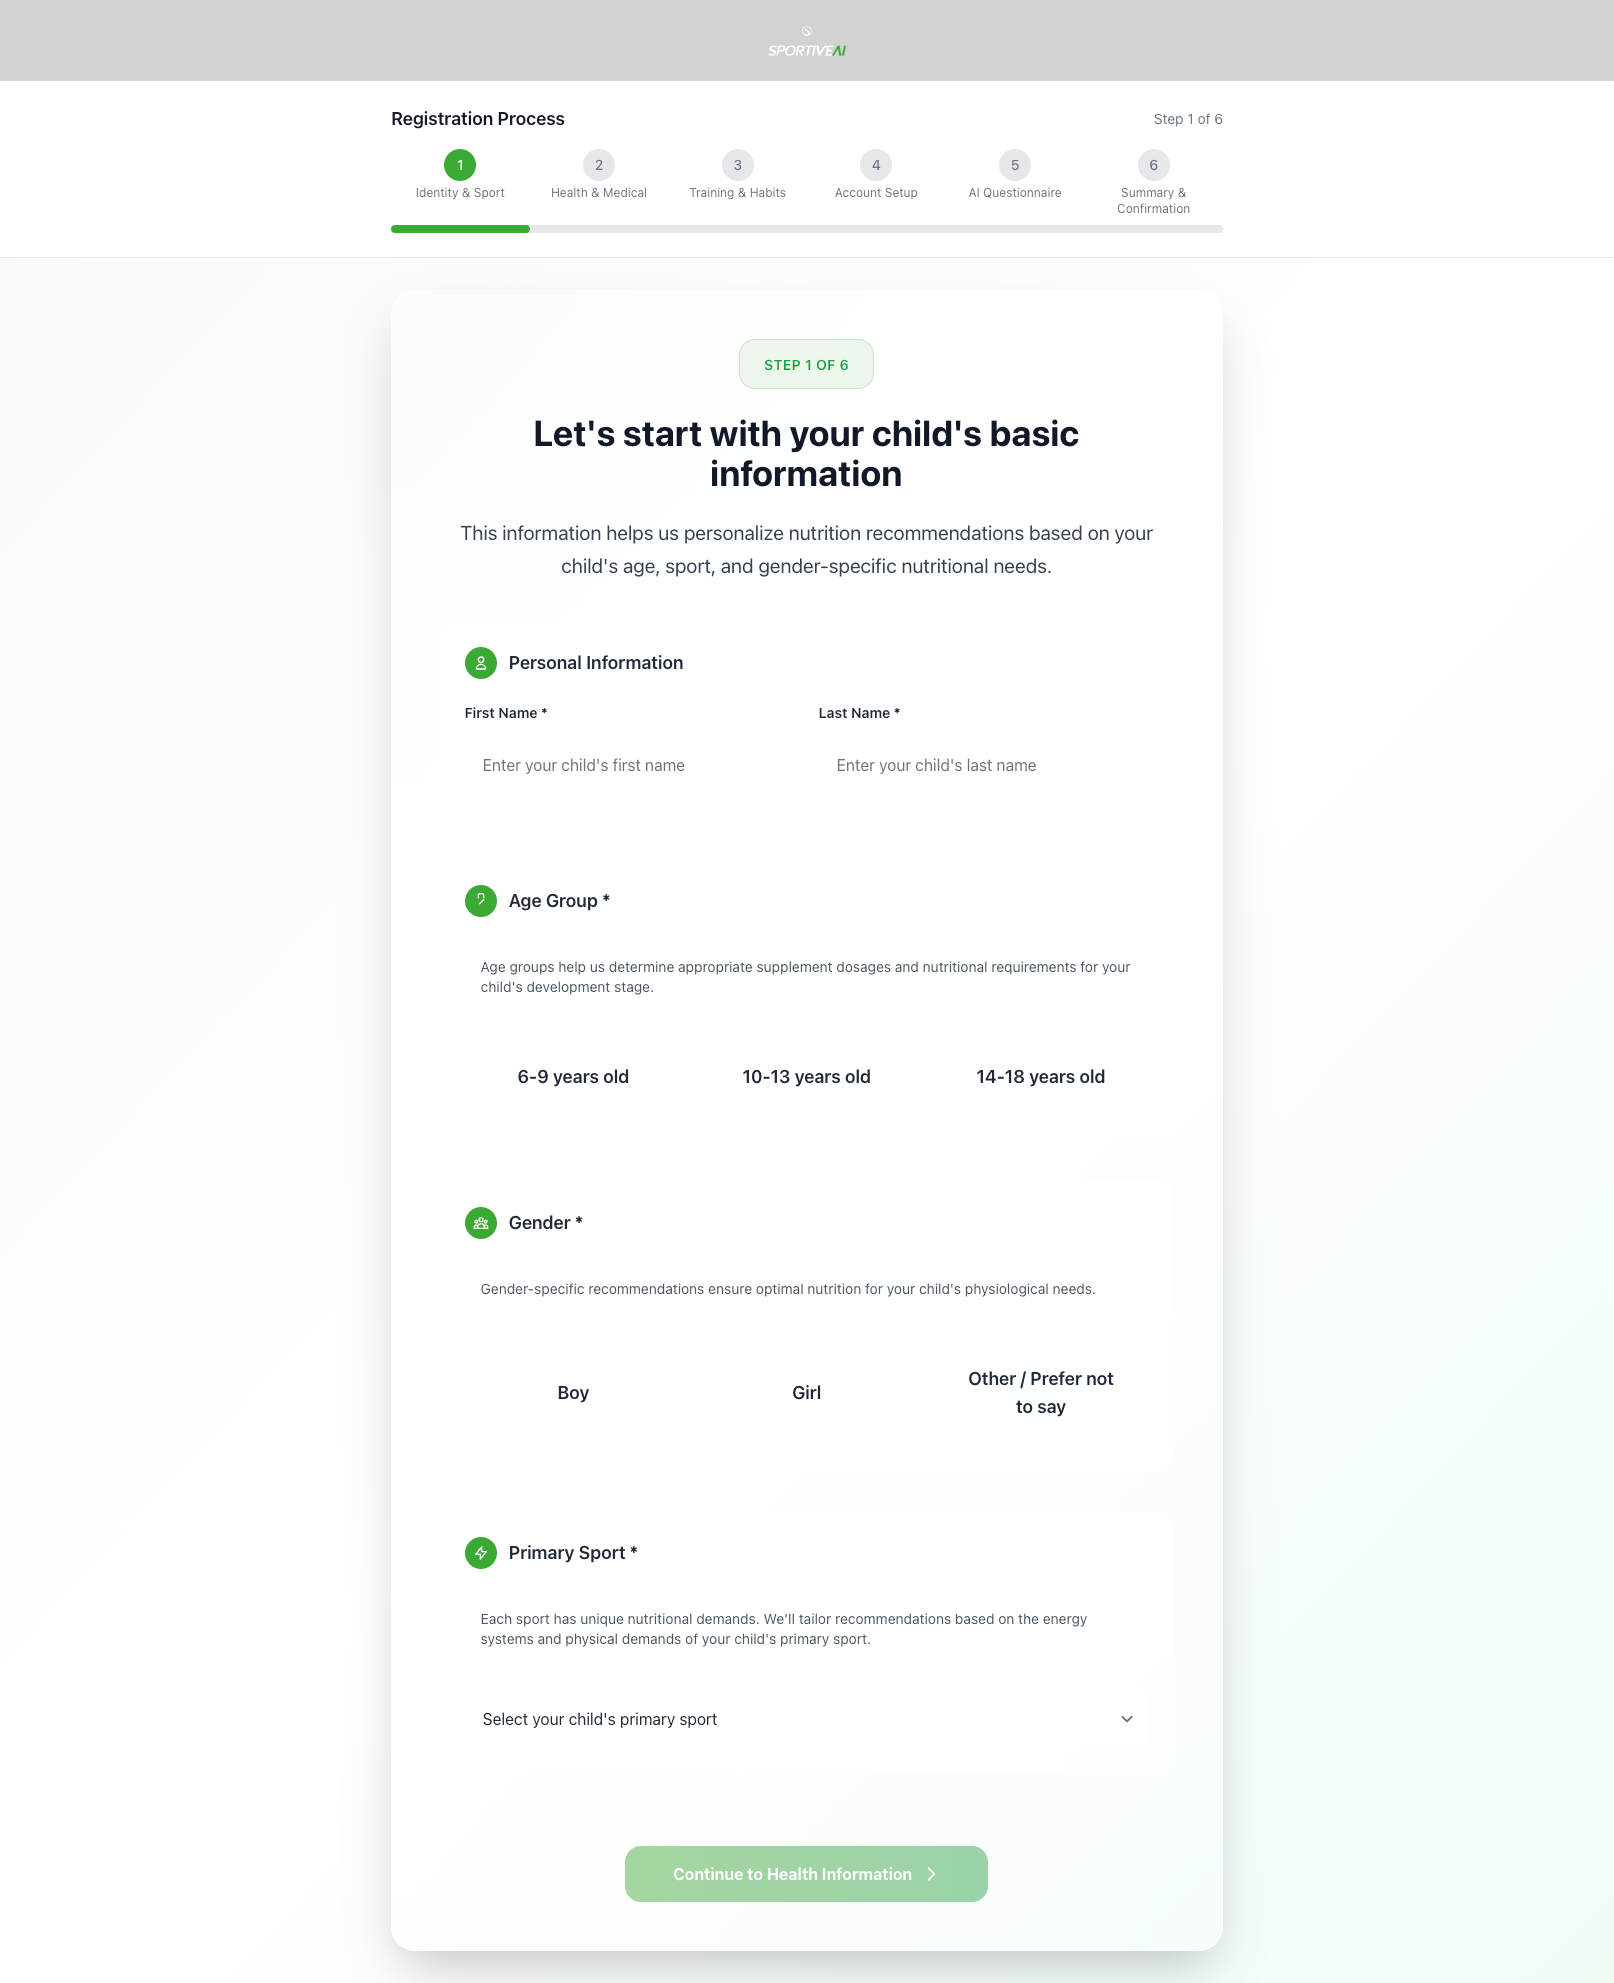 SPORTIVEAI
Registration Process
Step 1 of 6
1
2
3
4
5
6
Identity & Sport
Health & Medical
Training & Habits
Account Setup
AI Questionnaire
Summary &
Confirmation
STEP 1 OF 6
Let's start with your child's basic
information
This information helps us personalize nutrition recommendations based on your
child's age, sport, and gender-specific nutritional needs.
Personal Information
First Name *
Last Name *
Enter your child's first name
Enter your child's last name
Age Group *
Age groups help us determine appropriate supplement dosages and nutritional requirements for your
child's development stage.
6-9 years old
10-13 years old
14-18 years old
Gender *
Gender-specific recommendations ensure optimal nutrition for your child's physiological needs.
Boy
Girl
Other / Prefer not
to say
Primary Sport *
Each sport has unique nutritional demands. We'll tailor recommendations based on the energy
systems and physical demands of your child's primary sport.
Select your child's primary sport
Continue to Health Information